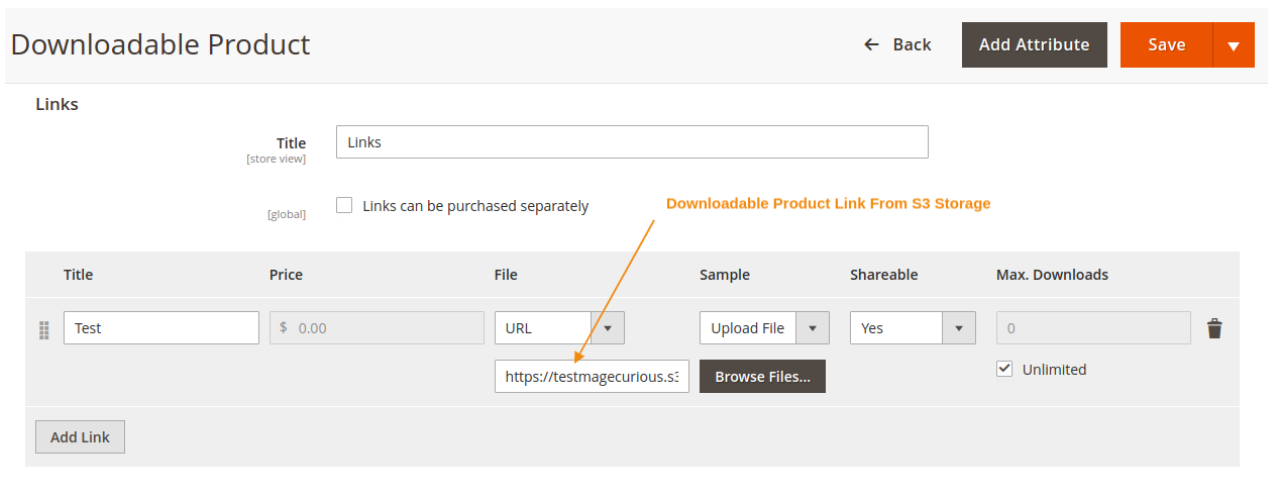 Downloadable Product
← Back
Add Attribute
Save
Links
Title
[store view]
Links
[global]
Links can be purchased separately
Downloadable Product Link From S3 Storage
Title Price File Sample Shareable Max. Downloads
Test $ 0.00 URL Upload File Yes 0
https://testmagecurious.s3 Browse Files... Unlimited
Add Link